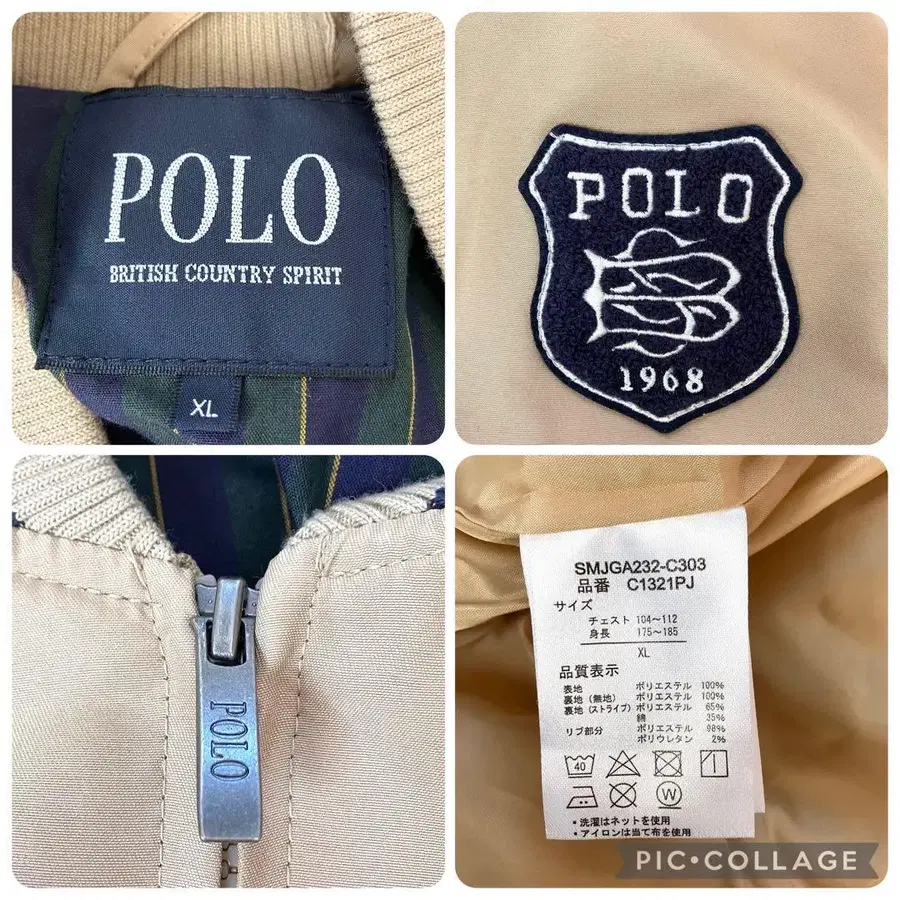 POLO
BRITISH COUNTRY SPIRIT
XL
POLO
1968
POLO
SMJGA232-C303
品番 C1321PJ
サイズ
チェスト 104～112
身長 175～185
XL
品質表示
表地 ポリエステル 100%
裏地(無地) ポリエステル 100%
裏地(ストライプ) ポリエステル 65%
綿 35%
リブ部分 ポリエステル 98%
ポリウレタン 2%
40
W
•洗濯はネットを使用
•アイロンは当て布を使用
PIC•COLLAGE